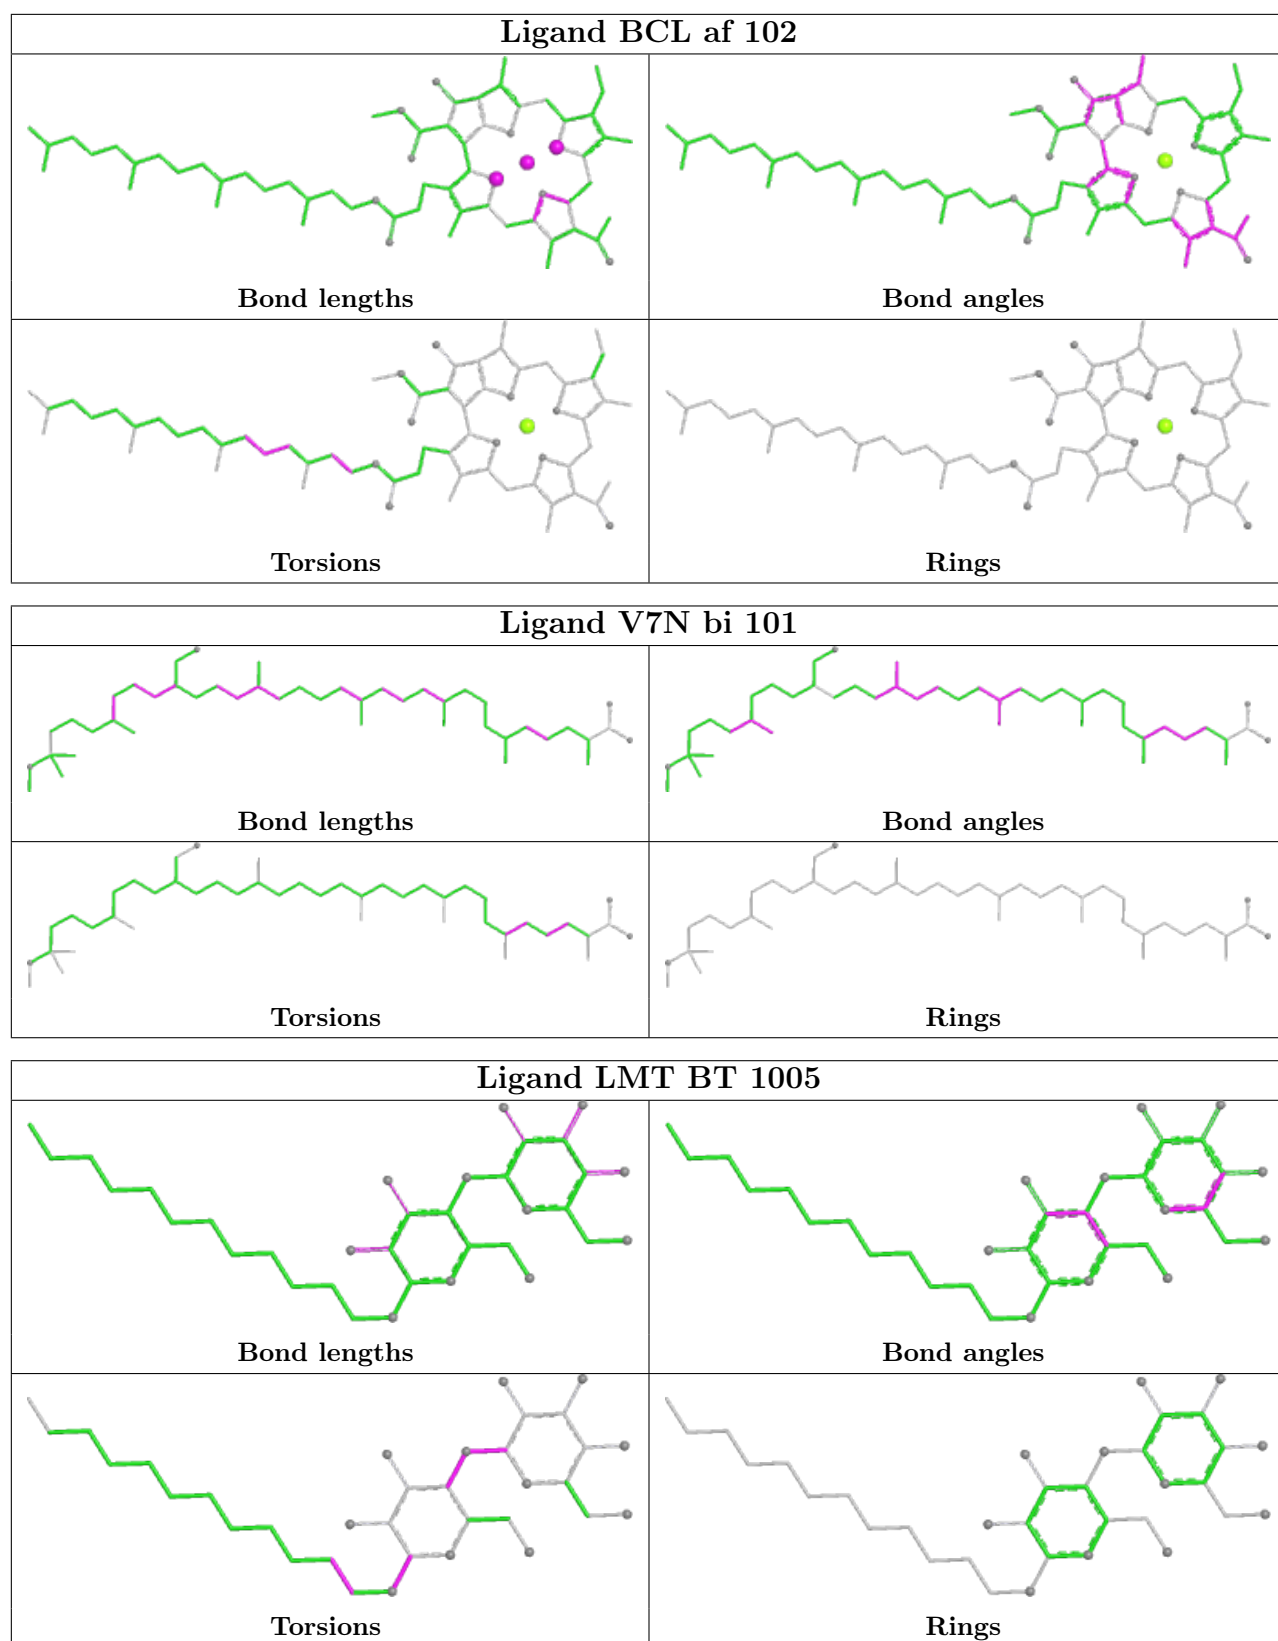 Ligand BCL af 102
Bond lengths
Bond angles
Torsions
Rings
Ligand V7N bi 101
Bond lengths
Bond angles
Torsions
Rings
Ligand LMT BT 1005
Bond lengths
Bond angles
Torsions
Rings